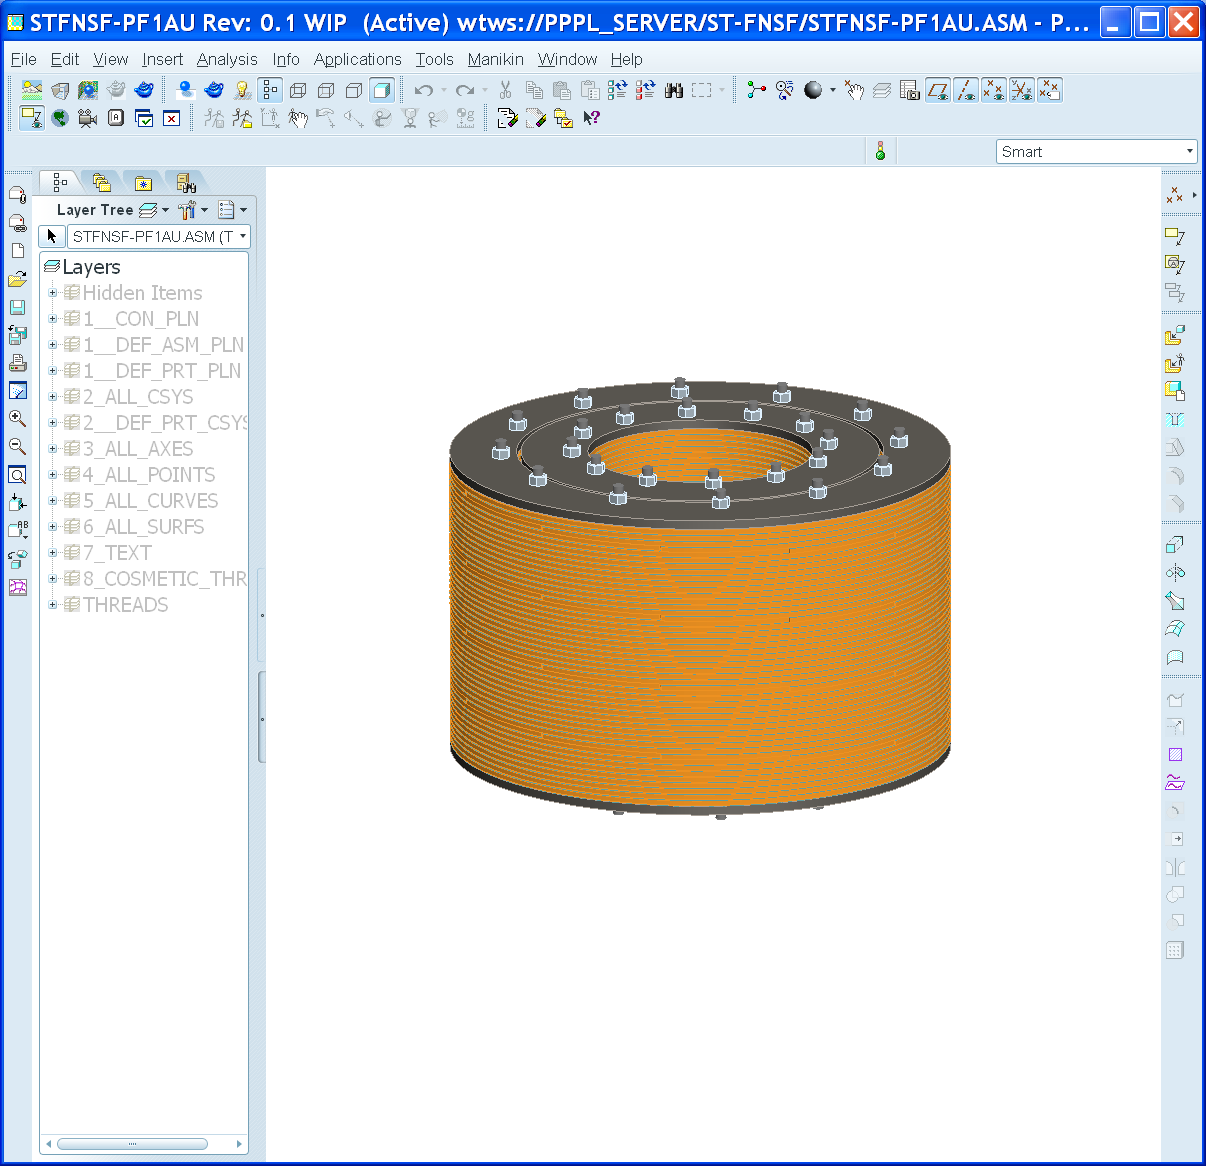 STFNSF-PF1AU Rev: 0.1 WIP (Active) wtws://PPPL_SERVER/ST-FNSF/STFNSF-PF1AU.ASM - P...
File Edit View Insert Analysis Info Applications Tools Manikin Window Help
Smart
Layer Tree
STFNSF-PF1AU.ASM (T
Layers
Hidden Items
1__CON_PLN
1__DEF_ASM_PLN
1__DEF_PRT_PLN
2_ALL_CSYS
2__DEF_PRT_CSYS
3_ALL_AXES
4_ALL_POINTS
5_ALL_CURVES
6_ALL_SURFS
7_TEXT
8_COSMETIC_THR
THREADS